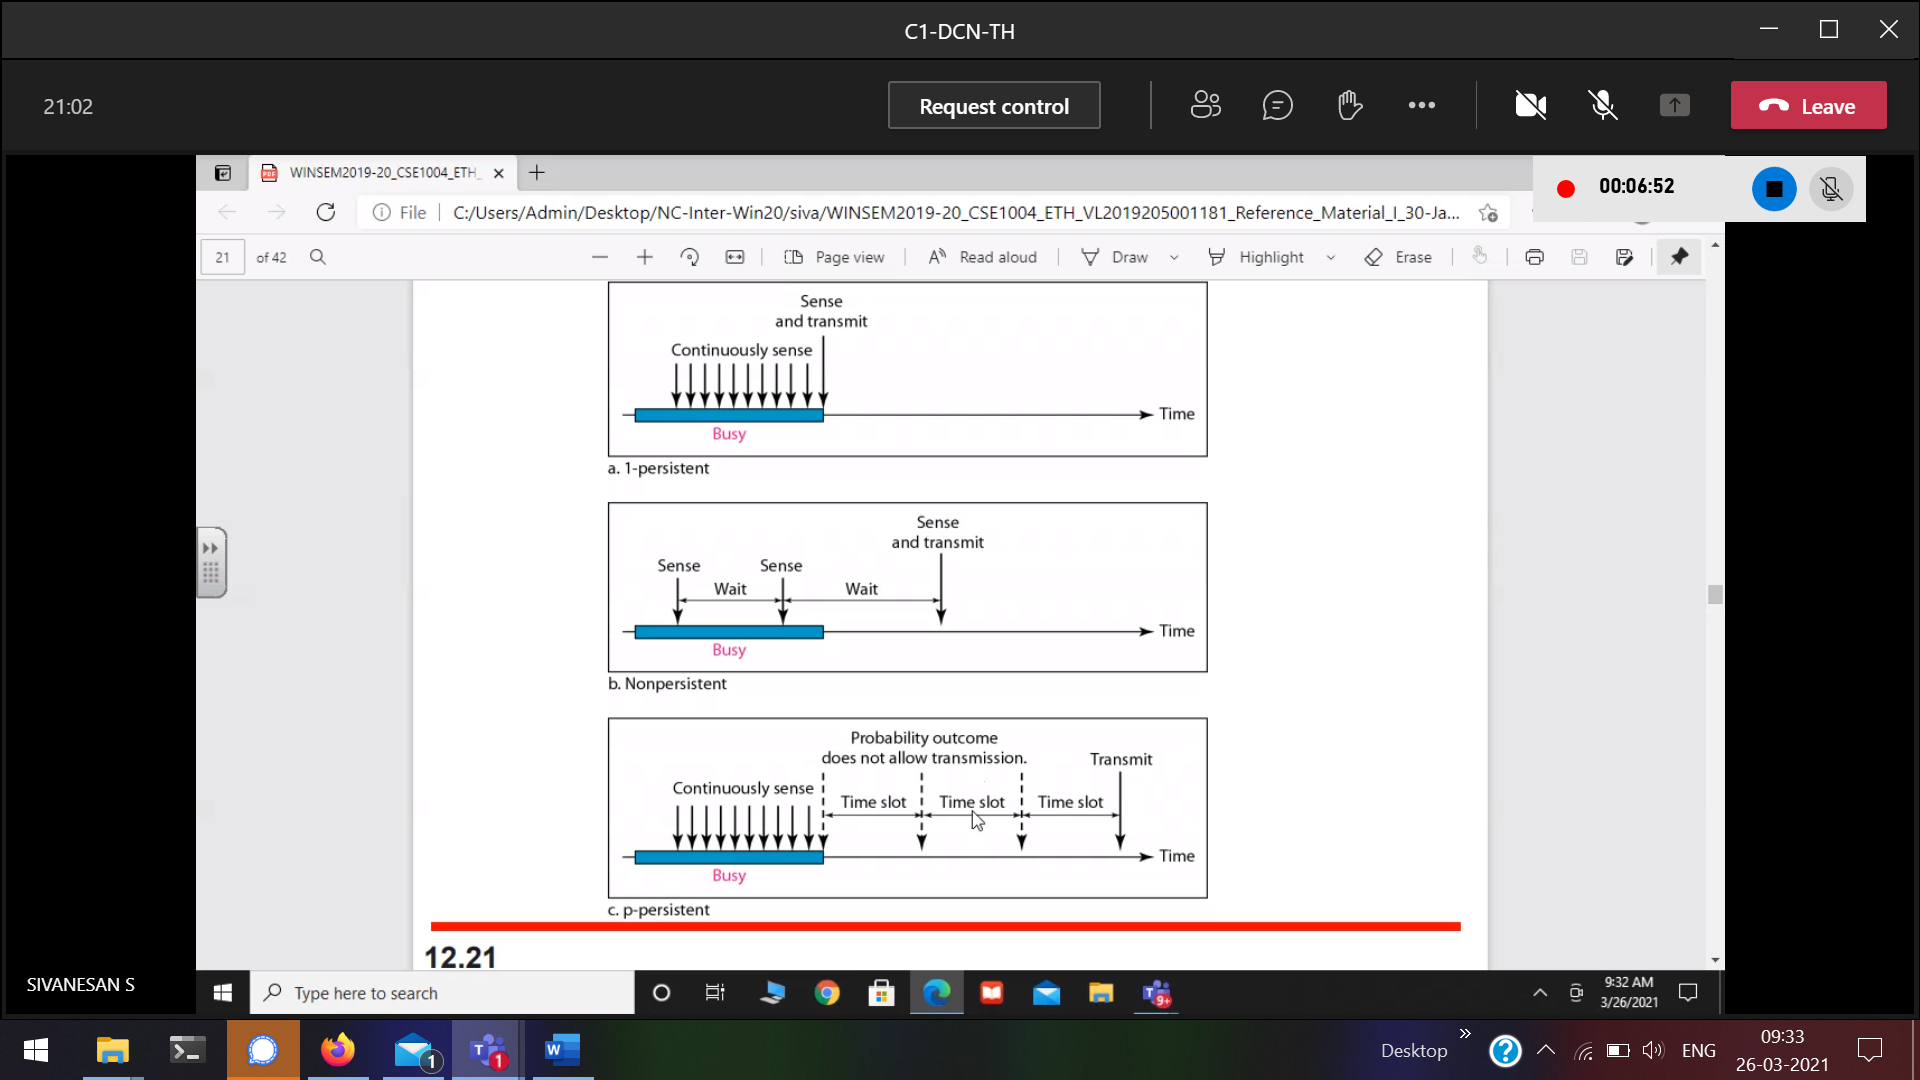 C1-DCN-TH
21:02
Request control
Leave
WINSEM2019-20_CSE1004_ETH_
00:06:52
File
C:/Users/Admin/Desktop/NC-Inter-Win20/siva/WINSEM2019-20_CSE1004_ETH_VL2019205001181_Reference_Material_I_30-Ja...
21 of 42
Page view
Read aloud
Draw
Highlight
Erase
Sense
and transmit
Continuously sense
Time
Busy
a. 1-persistent
Sense
and transmit
Sense Sense
Wait Wait
Time
Busy
b. Nonpersistent
Probability outcome
does not allow transmission.
Transmit
Continuously sense
Time slot Time slot Time slot
Time
Busy
c. p-persistent
12.21
SIVANESAN S
Type here to search
9+
9:32 AM
3/26/2021
1
1
Desktop
ENG
09:33
26-03-2021